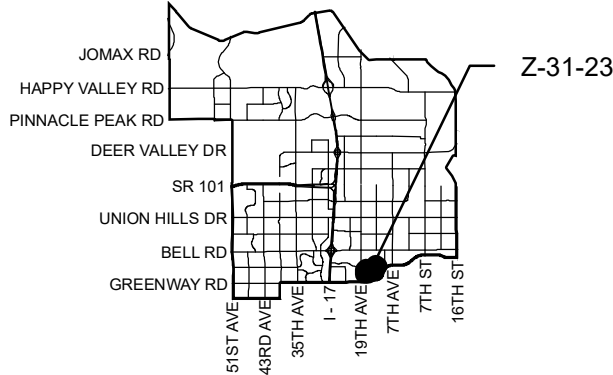 Z-31-23
JOMAX RD
HAPPY VALLEY RD
PINNACLE PEAK RD
DEER VALLEY DR
SR 101
UNION HILLS DR
BELL RD
GREENWAY RD
51ST AVE
43RD AVE
35TH AVE
I - 17
19TH AVE
7TH AVE
7TH ST
16TH ST